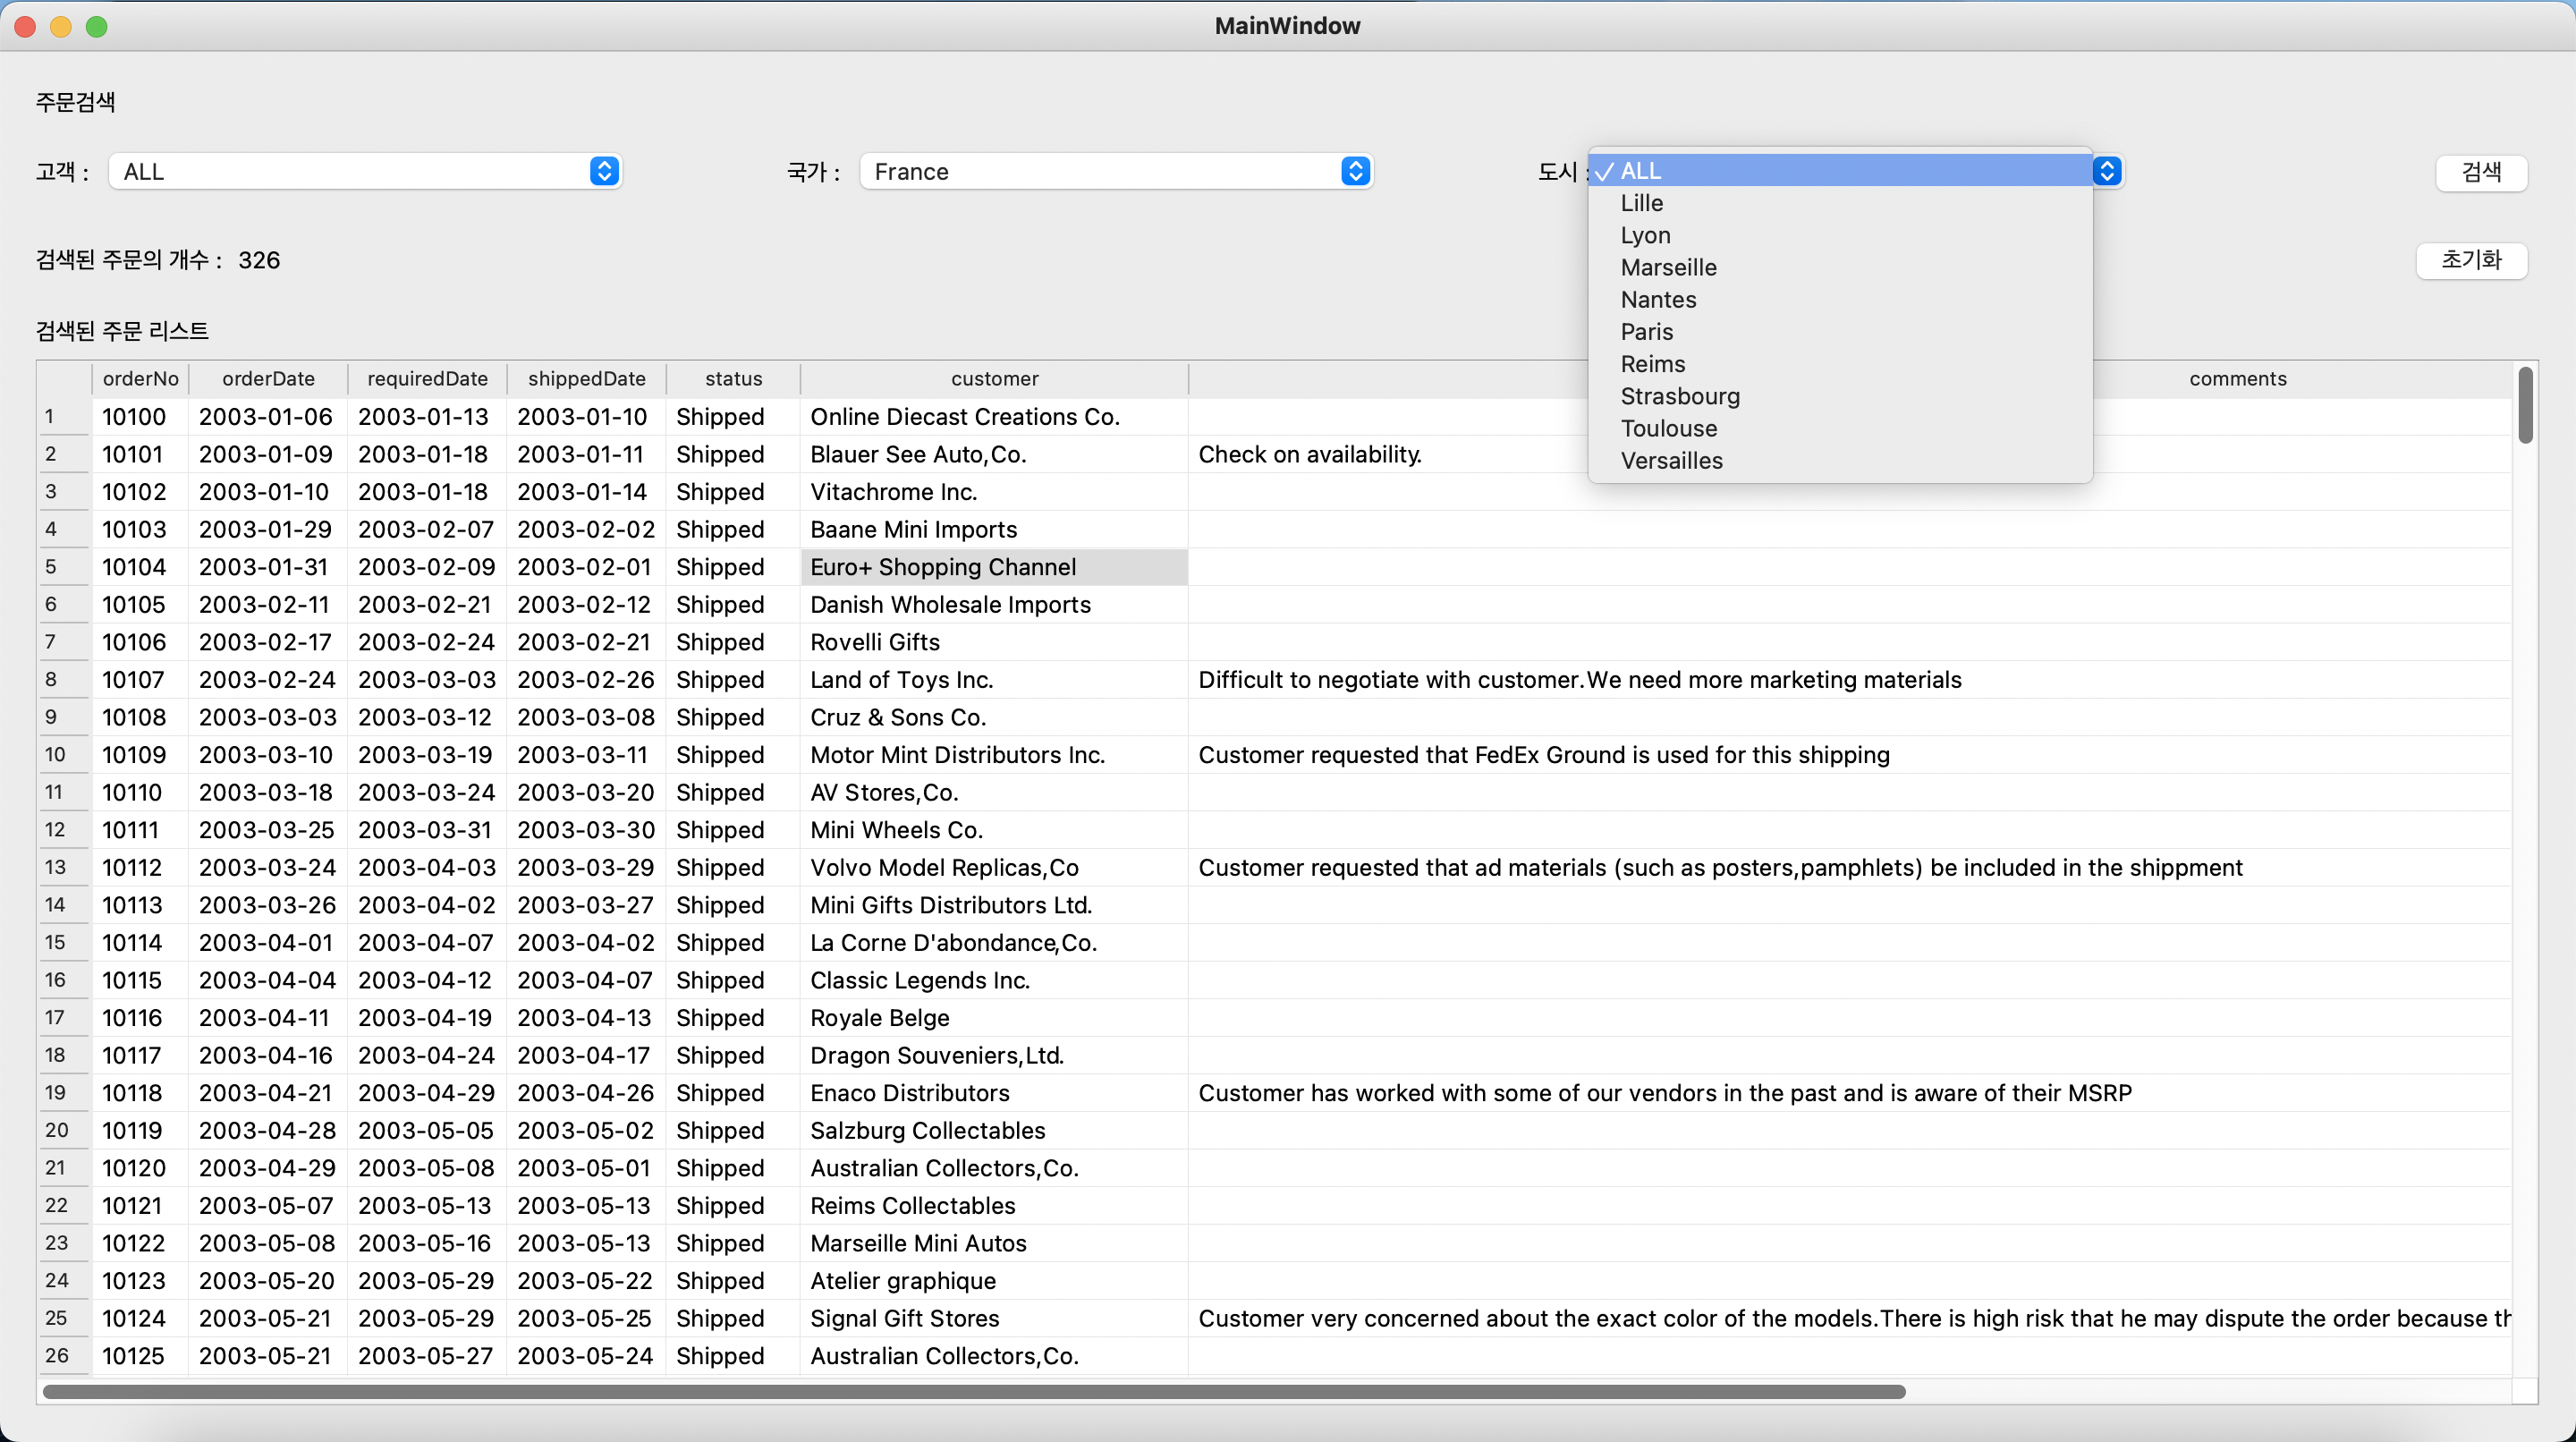 MainWindow
주문검색
고객 : ALL 국가 : France 도시 : ✓ ALL 검색
Lille
Lyon
Marseille
Nantes
Paris
Reims
Strasbourg
Toulouse
Versailles
검색된 주문의 개수 : 326 초기화
검색된 주문 리스트
orderNo orderDate requiredDate shippedDate status customer comments
1 10100 2003-01-06 2003-01-13 2003-01-10 Shipped Online Diecast Creations Co.
2 10101 2003-01-09 2003-01-18 2003-01-11 Shipped Blauer See Auto,Co. Check on availability.
3 10102 2003-01-10 2003-01-18 2003-01-14 Shipped Vitachrome Inc.
4 10103 2003-01-29 2003-02-07 2003-02-02 Shipped Baane Mini Imports
5 10104 2003-01-31 2003-02-09 2003-02-01 Shipped Euro+ Shopping Channel
6 10105 2003-02-11 2003-02-21 2003-02-12 Shipped Danish Wholesale Imports
7 10106 2003-02-17 2003-02-24 2003-02-21 Shipped Rovelli Gifts
8 10107 2003-02-24 2003-03-03 2003-02-26 Shipped Land of Toys Inc. Difficult to negotiate with customer.We need more marketing materials
9 10108 2003-03-03 2003-03-12 2003-03-08 Shipped Cruz & Sons Co.
10 10109 2003-03-10 2003-03-19 2003-03-11 Shipped Motor Mint Distributors Inc. Customer requested that FedEx Ground is used for this shipping
11 10110 2003-03-18 2003-03-24 2003-03-20 Shipped AV Stores,Co.
12 10111 2003-03-25 2003-03-31 2003-03-30 Shipped Mini Wheels Co.
13 10112 2003-03-24 2003-04-03 2003-03-29 Shipped Volvo Model Replicas,Co Customer requested that ad materials (such as posters,pamphlets) be included in the shippment
14 10113 2003-03-26 2003-04-02 2003-03-27 Shipped Mini Gifts Distributors Ltd.
15 10114 2003-04-01 2003-04-07 2003-04-02 Shipped La Corne D'abondance,Co.
16 10115 2003-04-04 2003-04-12 2003-04-07 Shipped Classic Legends Inc.
17 10116 2003-04-11 2003-04-19 2003-04-13 Shipped Royale Belge
18 10117 2003-04-16 2003-04-24 2003-04-17 Shipped Dragon Souveniers,Ltd.
19 10118 2003-04-21 2003-04-29 2003-04-26 Shipped Enaco Distributors Customer has worked with some of our vendors in the past and is aware of their MSRP
20 10119 2003-04-28 2003-05-05 2003-05-02 Shipped Salzburg Collectables
21 10120 2003-04-29 2003-05-08 2003-05-01 Shipped Australian Collectors,Co.
22 10121 2003-05-07 2003-05-13 2003-05-13 Shipped Reims Collectables
23 10122 2003-05-08 2003-05-16 2003-05-13 Shipped Marseille Mini Autos
24 10123 2003-05-20 2003-05-29 2003-05-22 Shipped Atelier graphique
25 10124 2003-05-21 2003-05-29 2003-05-25 Shipped Signal Gift Stores Customer very concerned about the exact color of the models.There is high risk that he may dispute the order because
26 10125 2003-05-21 2003-05-27 2003-05-24 Shipped Australian Collectors,Co.